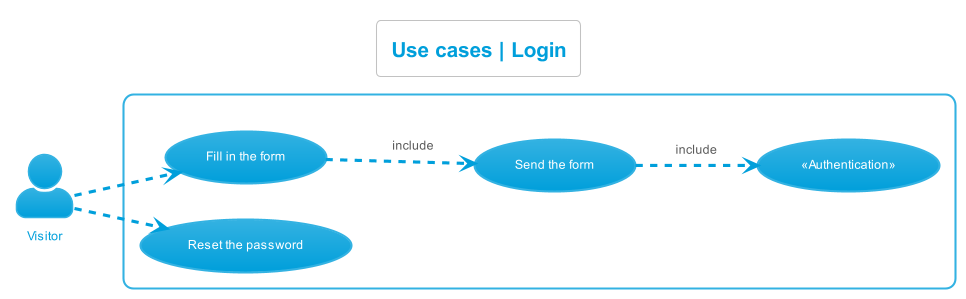 Use cases | Login
Fill in the form
include
Send the form
include
«Authentication»
Visitor
Reset the password